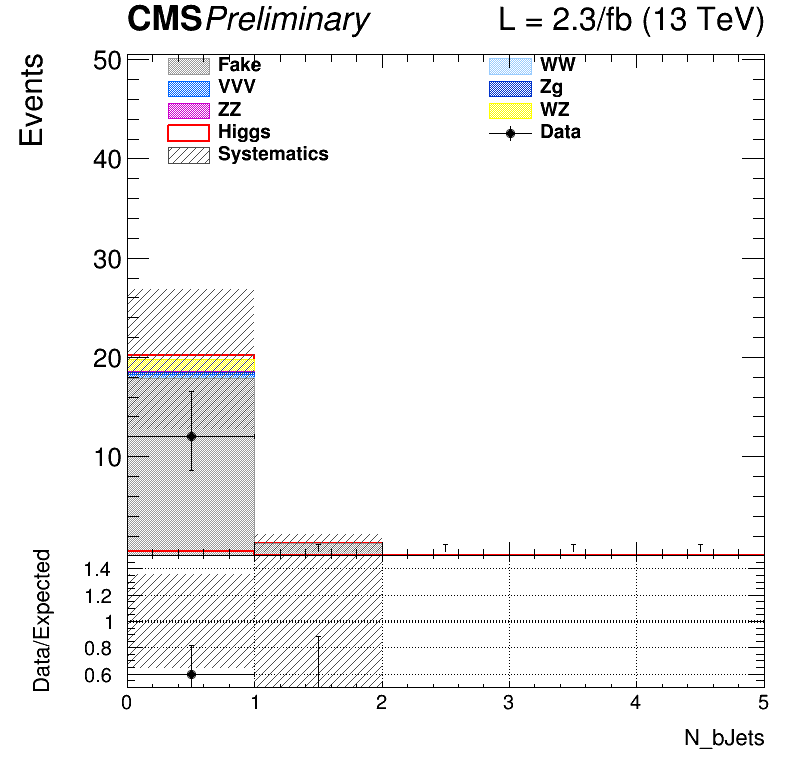 CMS Preliminary L = 2.3/fb (13 TeV)
Events
50
40
30
20
10
Fake WW
VVV Zg
ZZ WZ
Higgs Data
Systematics
Data/Expected
1.4
1.2
1
0.8
0.6
0 1 2 3 4 5
N_bJets